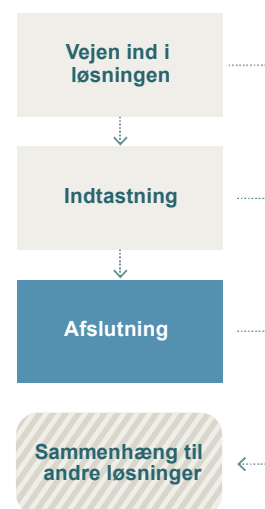 Vejen ind i
løsningen
Indtastning
Afslutning
Sammenhæng til
andre løsninger